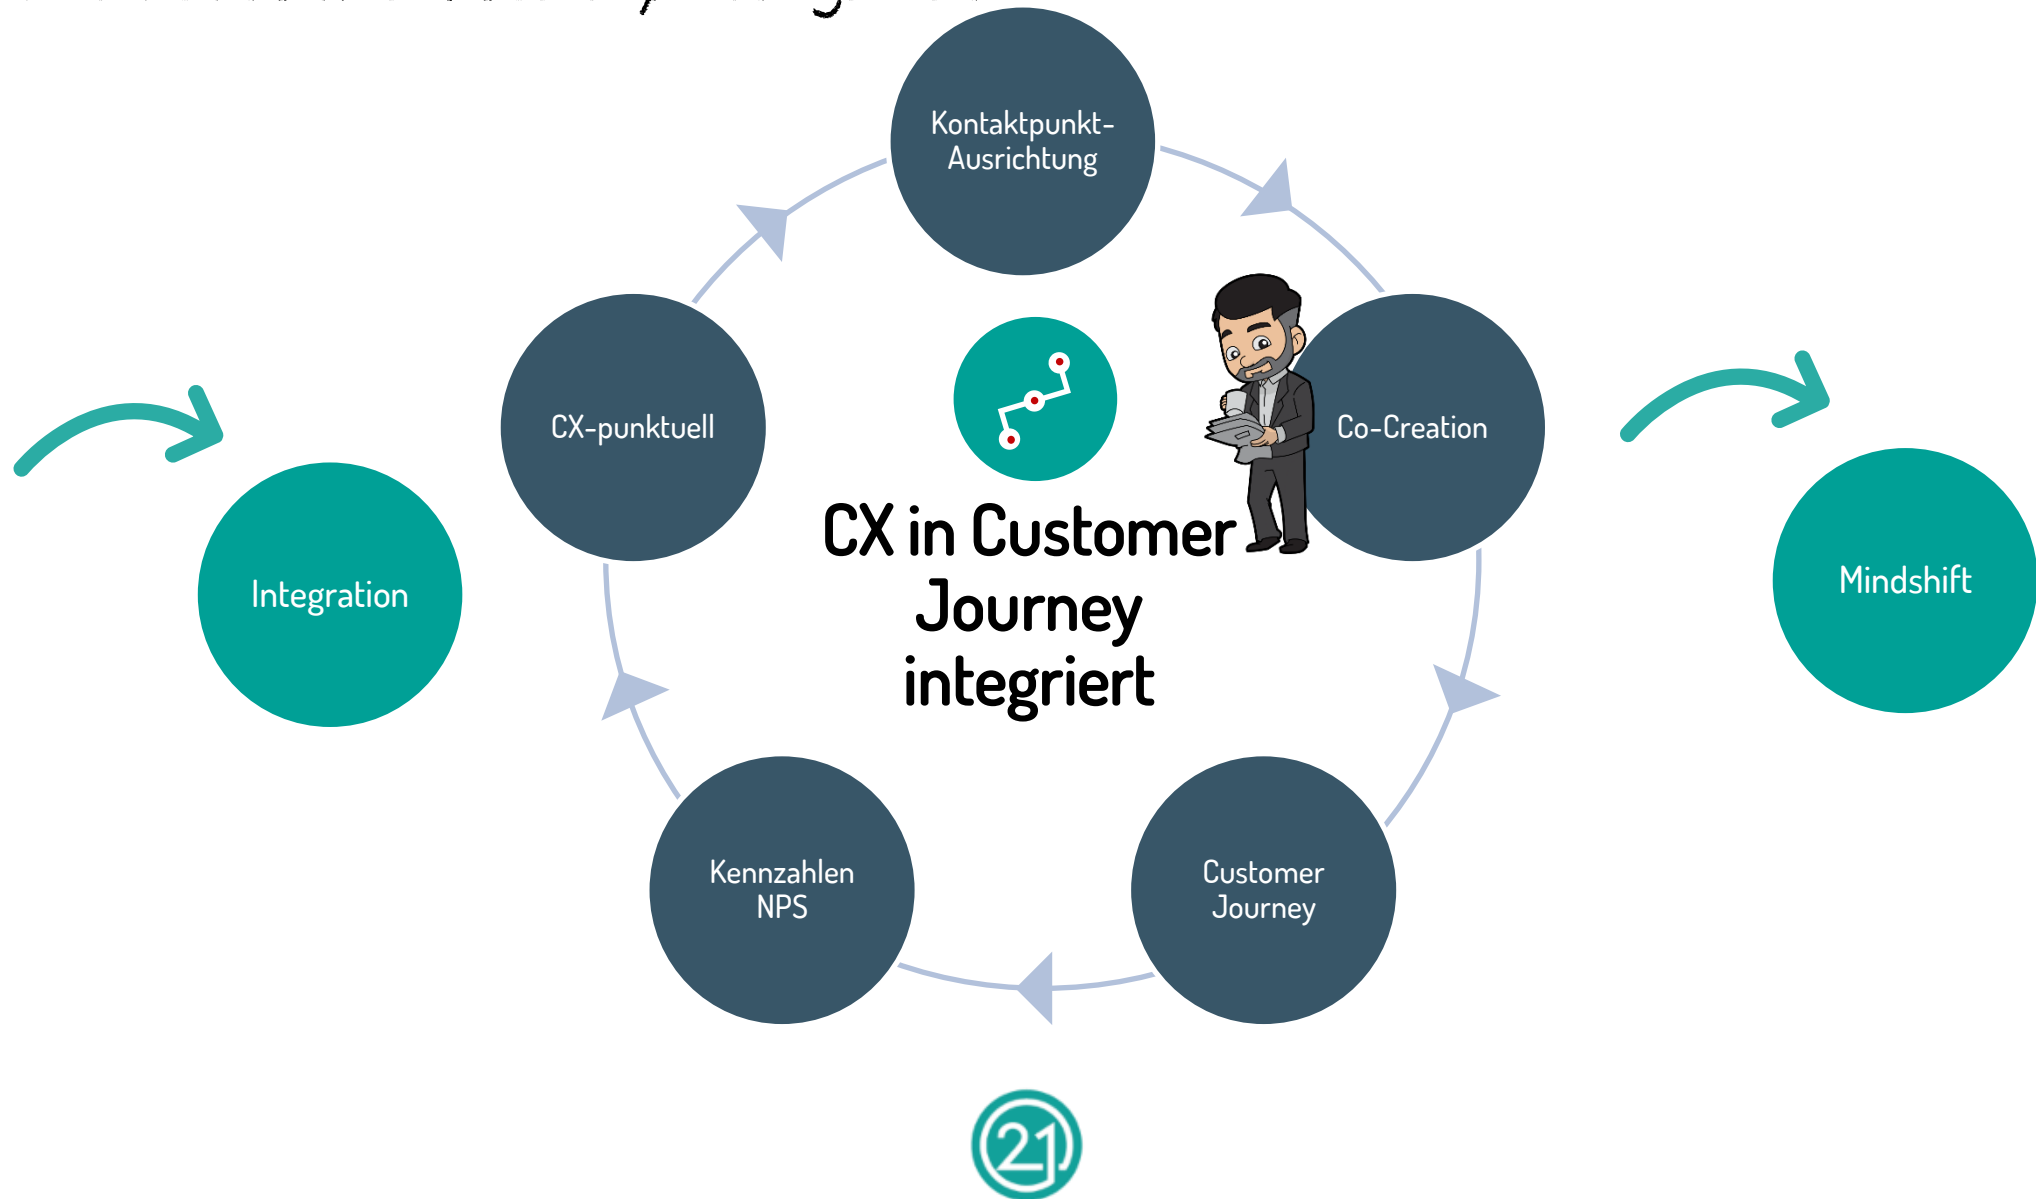 Kontaktpunkt-
Ausrichtung
CX-punktuell
Co-Creation
CX in Customer
Journey
integriert
Integration
Mindshift
Kennzahlen
NPS
Customer
Journey
21